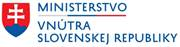 MINISTERSTVO
VNÚTRA
SLOVENSKEJ REPUBLIKY